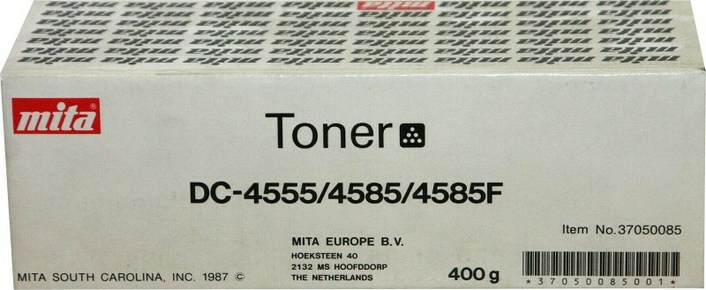 mita
mita®
Toner
DC-4555/4585/4585F
Item No.37050085
MITA EUROPE B.V.
HOEKSTEEN 40
2132 MS HOOFDDORP
THE NETHERLANDS
MITA SOUTH CAROLINA, INC. 1987 ©
400 g
*37050085001*